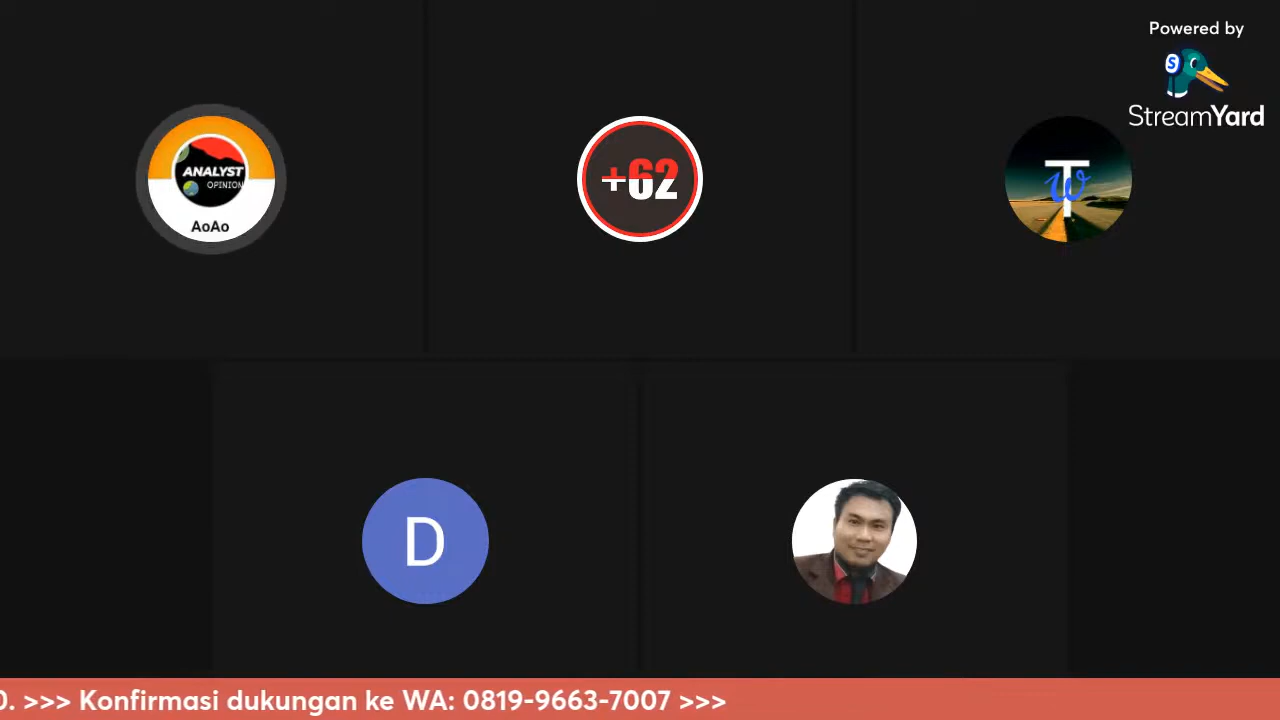 Powered by
S
StreamYard
ANALYST
OPINION
AoAo
+62
T
w
D
0. >>> Konfirmasi dukungan ke WA: 0819-9663-7007 >>>